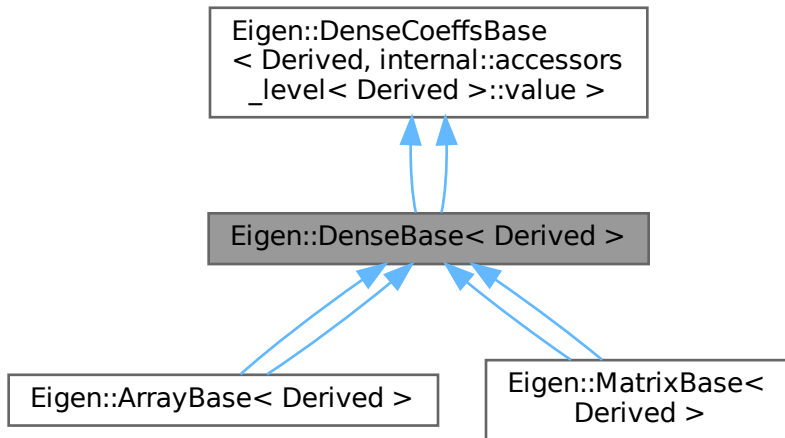 Eigen::DenseCoeffsBase
< Derived, internal::accessors
_level< Derived >::value >
Eigen::DenseBase< Derived >
Eigen::ArrayBase< Derived >
Eigen::MatrixBase<
Derived >